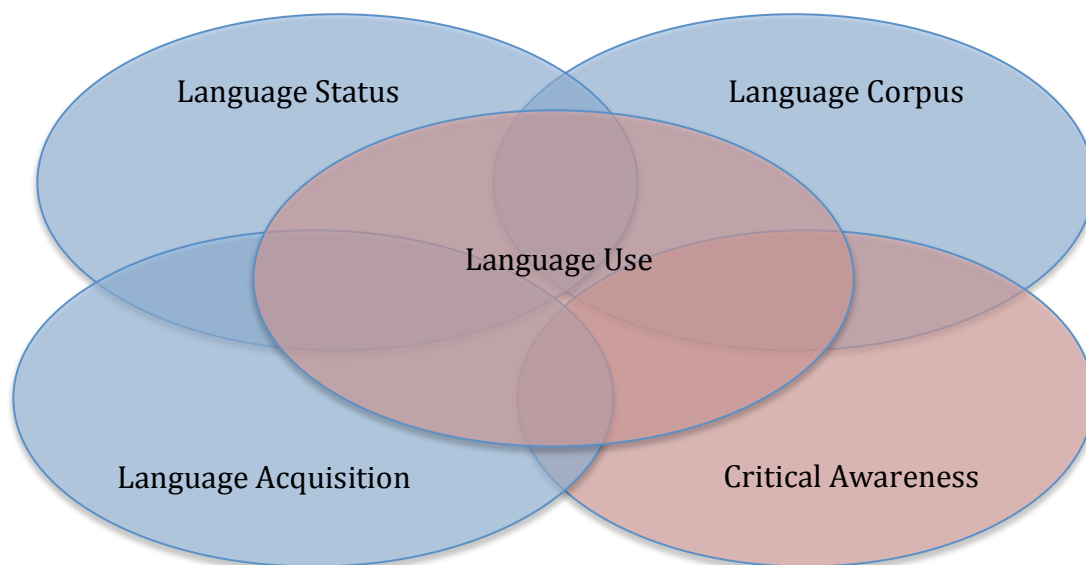 Language Status
Language Corpus
Language Use
Language Acquisition
Critical Awareness